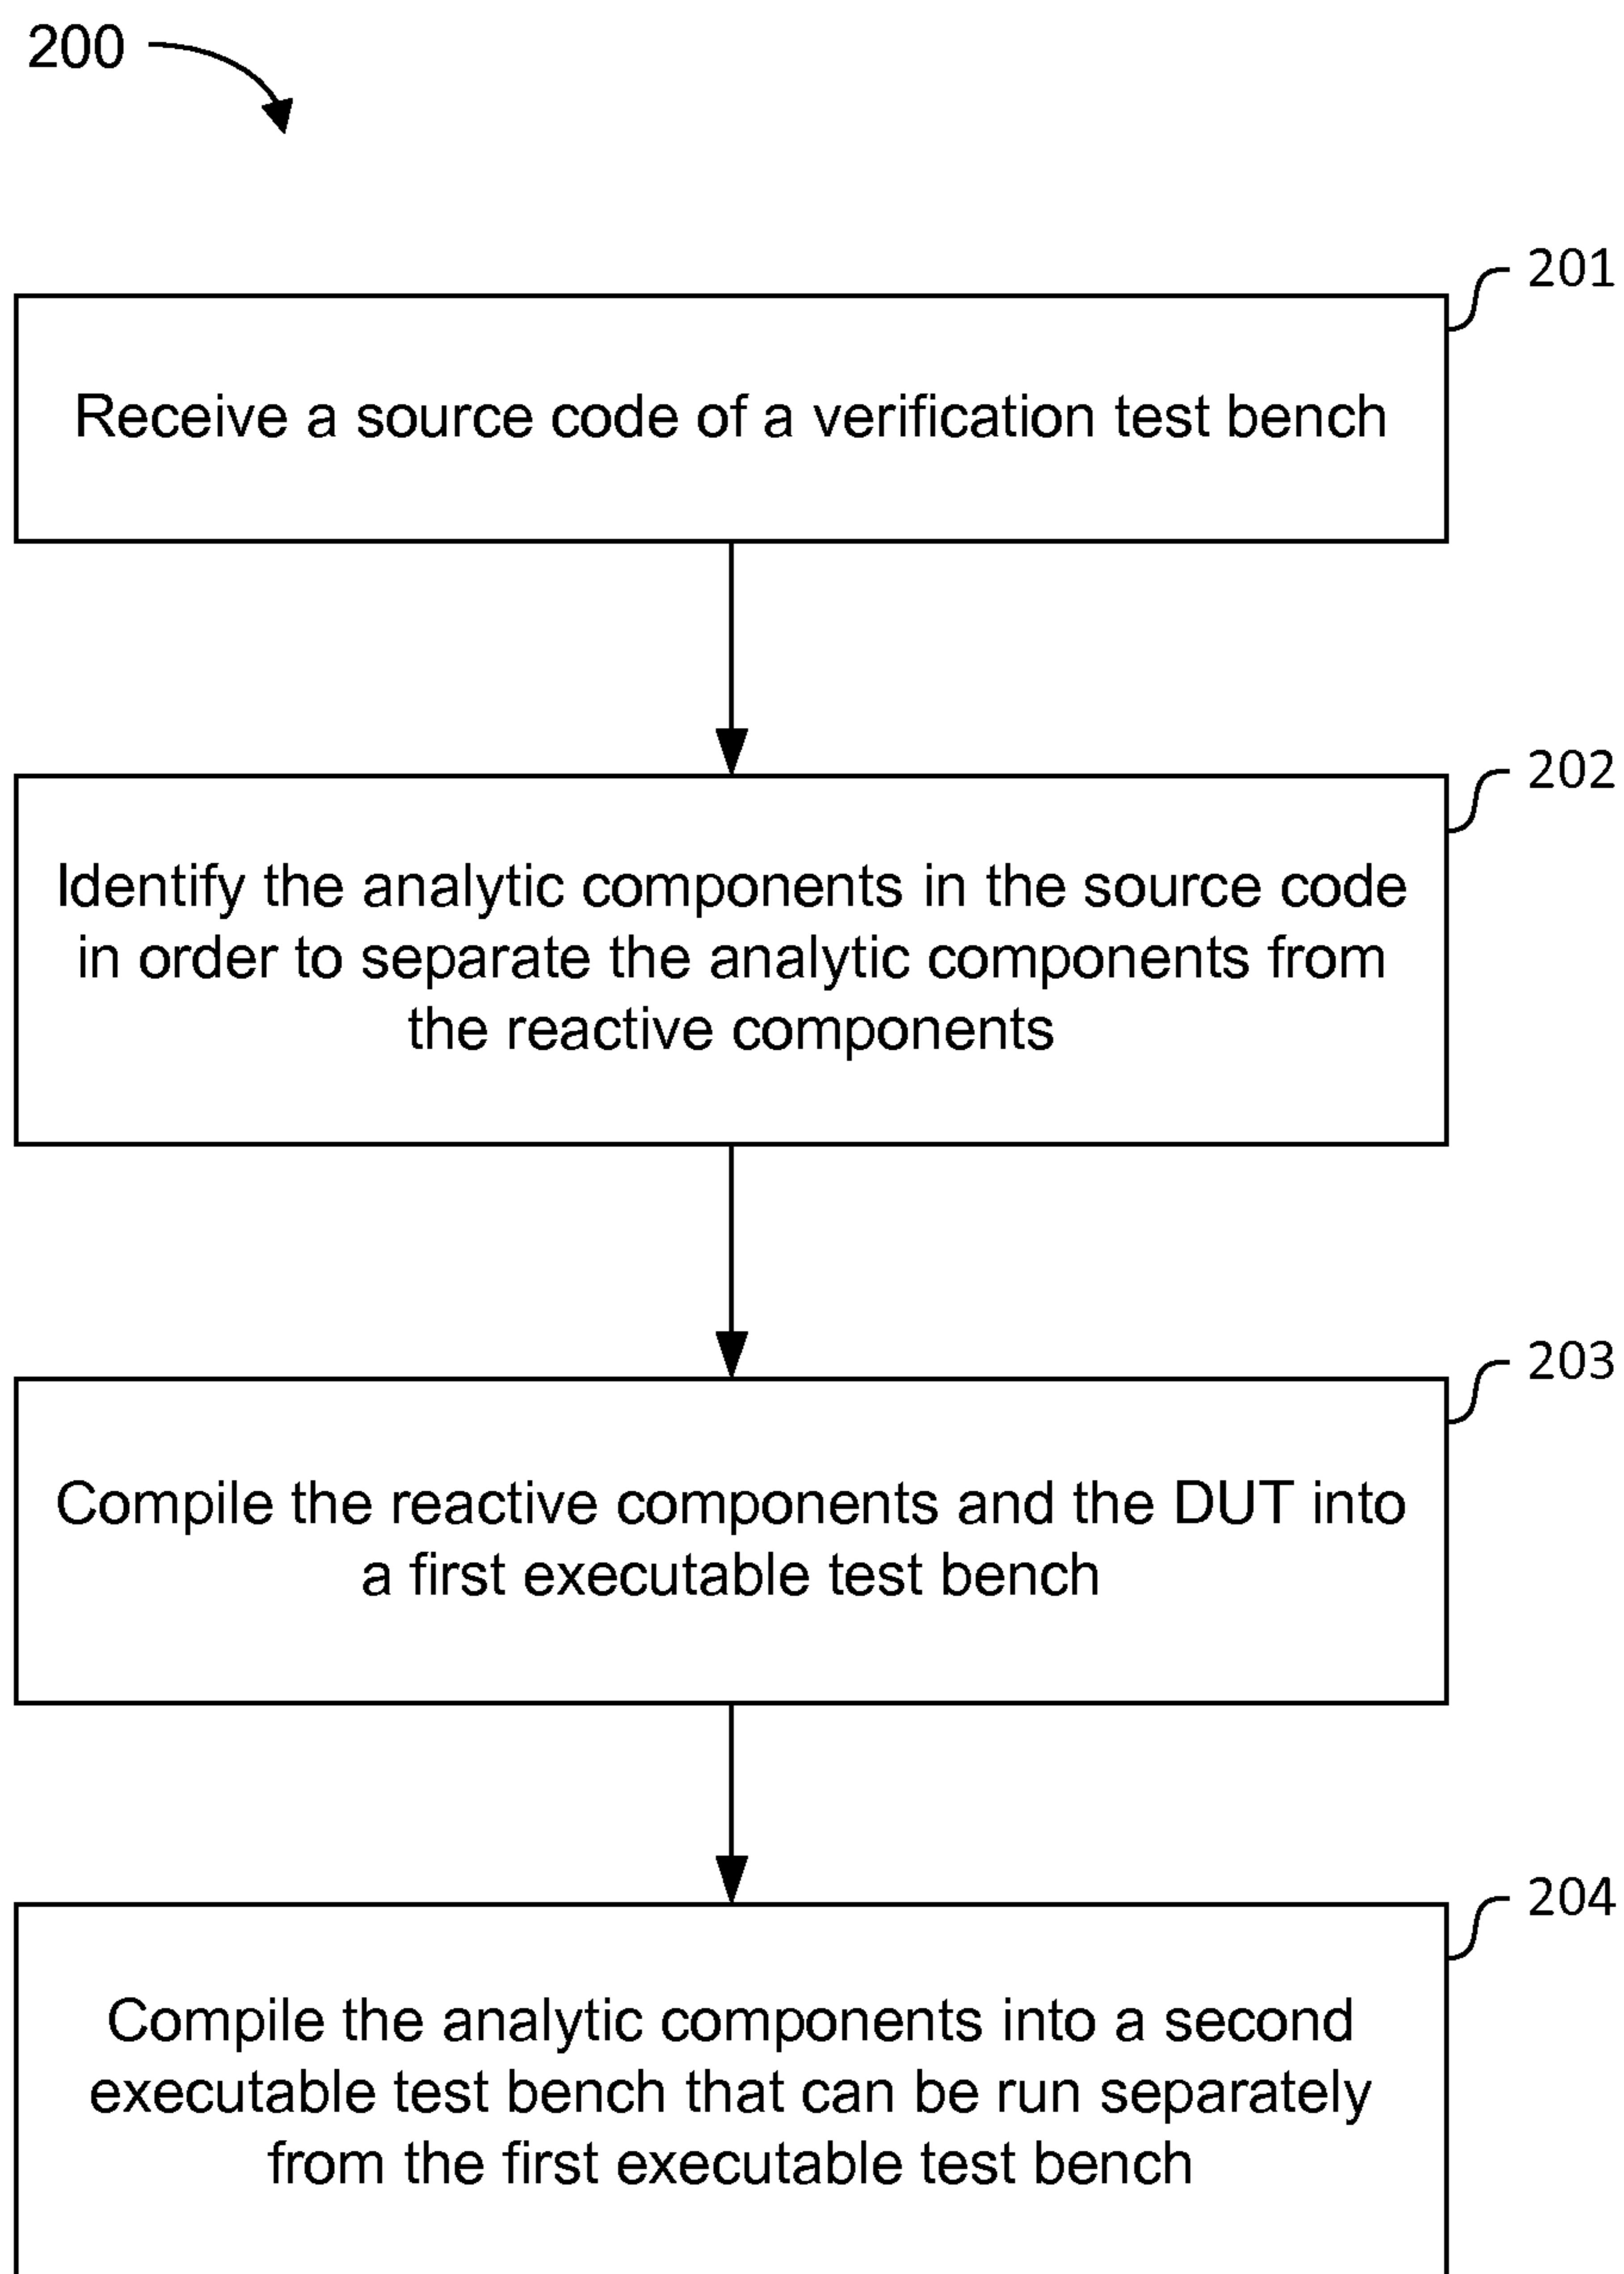 200
201
Receive a source code of a verification test bench
202
Identify the analytic components in the source code
in order to separate the analytic components from
the reactive components
203
Compile the reactive components and the DUT into
a first executable test bench
204
Compile the analytic components into a second
executable test bench that can be run separately
from the first executable test bench